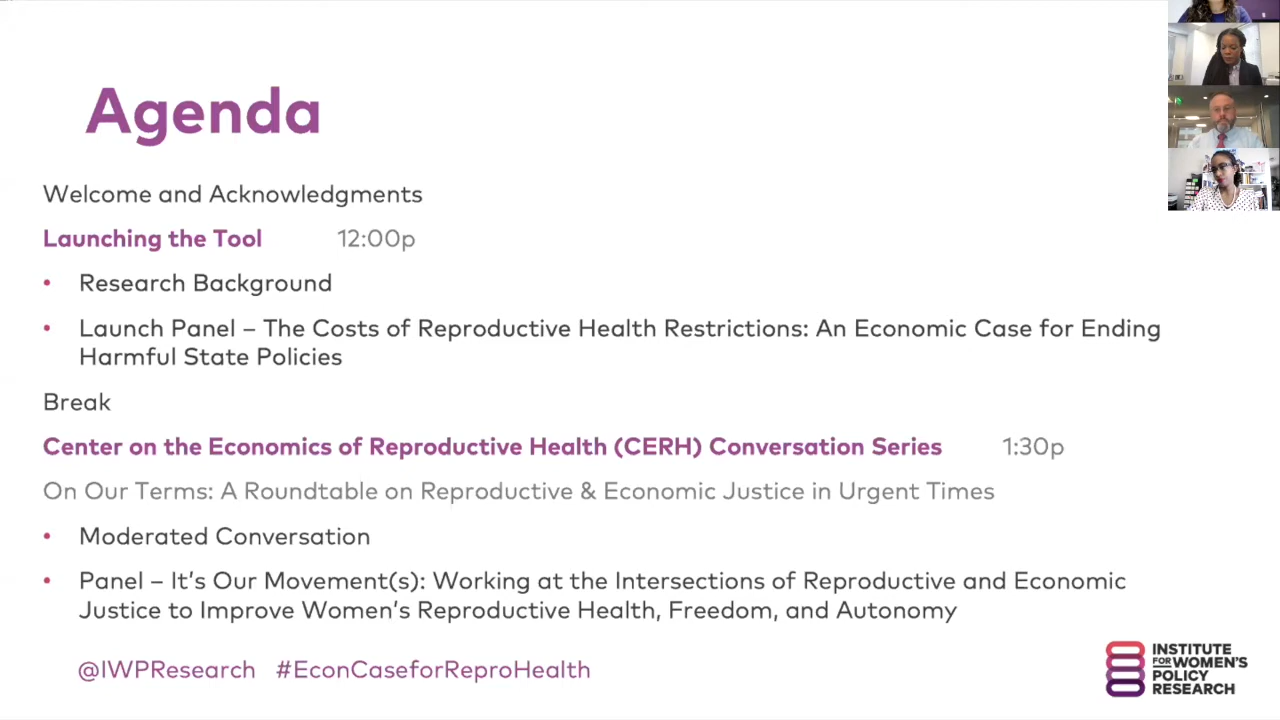 Agenda
Welcome and Acknowledgments
Launching the Tool 12:00p
• Research Background
• Launch Panel – The Costs of Reproductive Health Restrictions: An Economic Case for Ending
Harmful State Policies
Break
Center on the Economics of Reproductive Health (CERH) Conversation Series 1:30p
On Our Terms: A Roundtable on Reproductive & Economic Justice in Urgent Times
• Moderated Conversation
• Panel – It's Our Movement(s): Working at the Intersections of Reproductive and Economic
Justice to Improve Women's Reproductive Health, Freedom, and Autonomy
@IWPResearch #EconCaseforReproHealth
INSTITUTE
FOR WOMEN'S
POLICY
RESEARCH